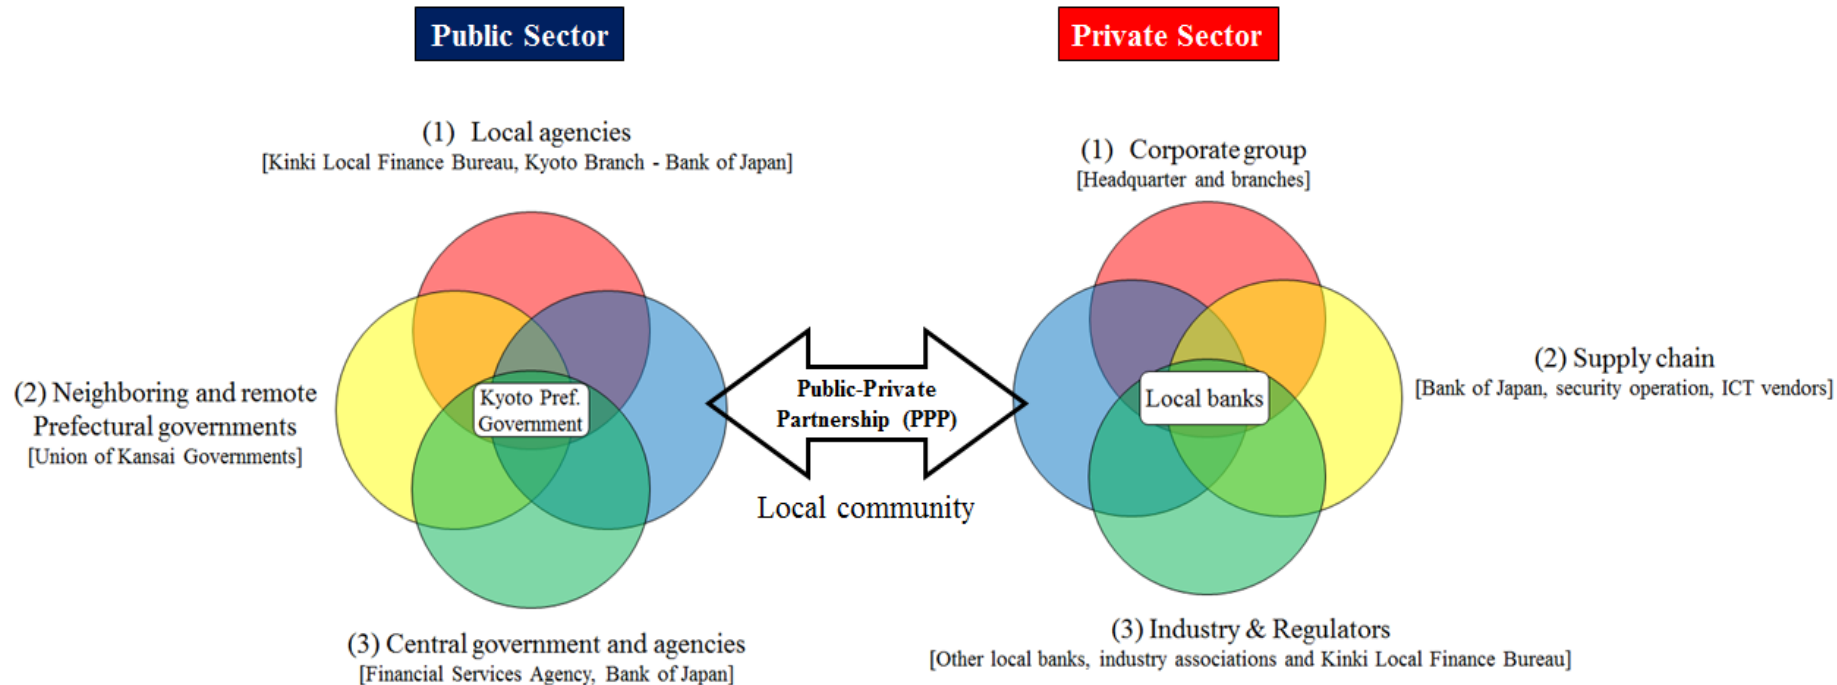 Public Sector
Private Sector
(1) Local agencies
[Kinki Local Finance Bureau, Kyoto Branch - Bank of Japan]
(1) Corporate group
[Headquarter and branches]
(2) Neighboring and remote
Prefectural governments
[Union of Kansai Governments]
Kyoto Pref.
Government
Public-Private
Partnership (PPP)
Local community
Local banks
(2) Supply chain
[Bank of Japan, security operation, ICT vendors]
(3) Central government and agencies
[Financial Services Agency, Bank of Japan]
(3) Industry & Regulators
[Other local banks, industry associations and Kinki Local Finance Bureau]